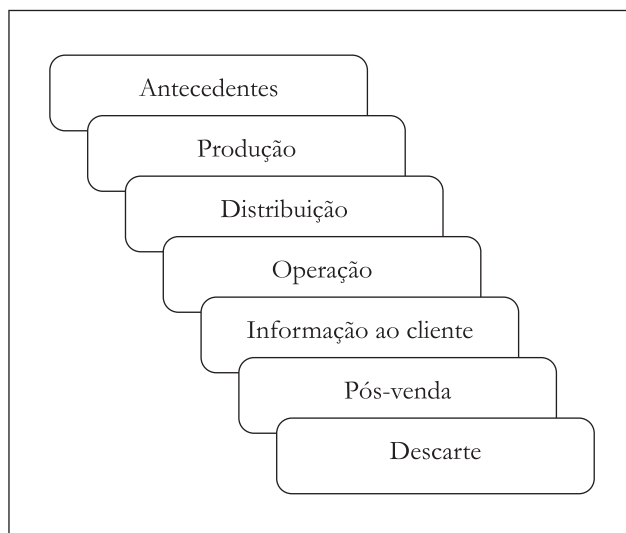 Antecedentes
Produção
Distribuição
Operação
Informação ao cliente
Pós-venda
Descarte